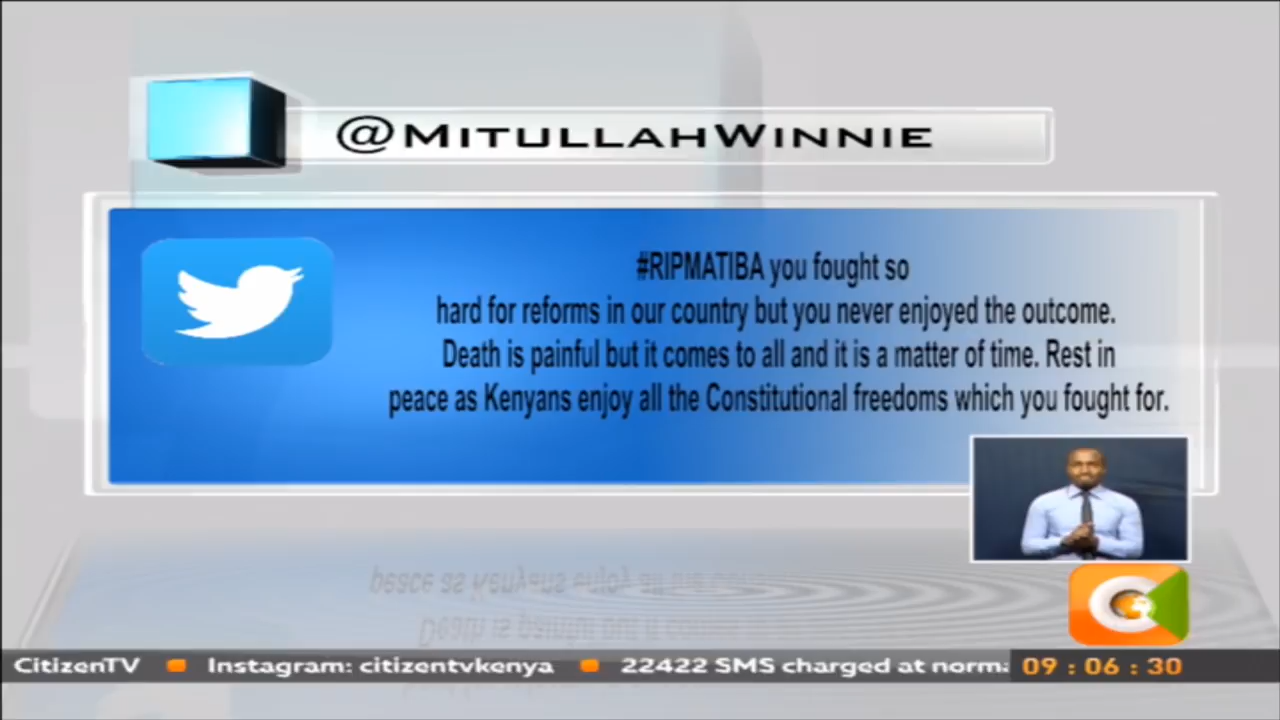 @MitullahWinnie
#RIPMATIBA you fought so
hard for reforms in our country but you never enjoyed the outcome.
Death is painful but it comes to all and it is a matter of time. Rest in
peace as Kenyans enjoy all the Constitutional freedoms which you fought for.
CitizenTV Instagram: citizentvkenya 22422 SMS charged at norma 09 : 06 : 30